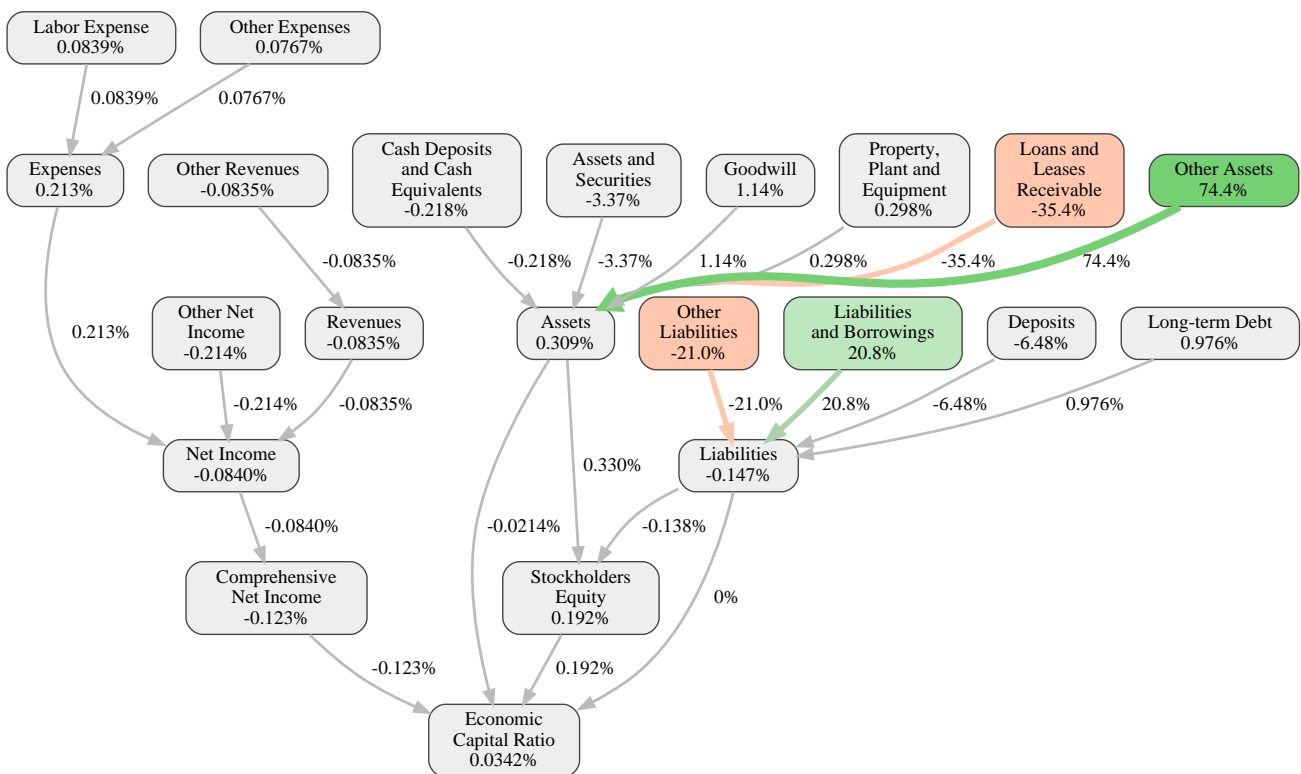 Labor Expense
0.0839%
Other Expenses
0.0767%
0.0839%
0.0767%
Expenses
0.213%
Other Revenues
-0.0835%
Cash Deposits
and Cash
Equivalents
-0.218%
Assets and
Securities
-3.37%
Goodwill
1.14%
Property,
Plant and
Equipment
0.298%
Loans and
Leases
Receivable
-35.4%
Other Assets
74.4%
-0.0835%
-0.218%
-3.37%
1.14%
0.298%
-35.4%
74.4%
0.213%
Other Net
Income
-0.214%
Revenues
-0.0835%
Assets
0.309%
Other
Liabilities
-21.0%
Liabilities
and Borrowings
20.8%
Deposits
-6.48%
Long-term Debt
0.976%
-0.214%
-0.0835%
-21.0%
20.8%
-6.48%
0.976%
Net Income
-0.0840%
0.330%
Liabilities
-0.147%
-0.0840%
-0.0214%
-0.138%
Comprehensive
Net Income
-0.123%
Stockholders
Equity
0.192%
0%
-0.123%
0.192%
Economic
Capital Ratio
0.0342%